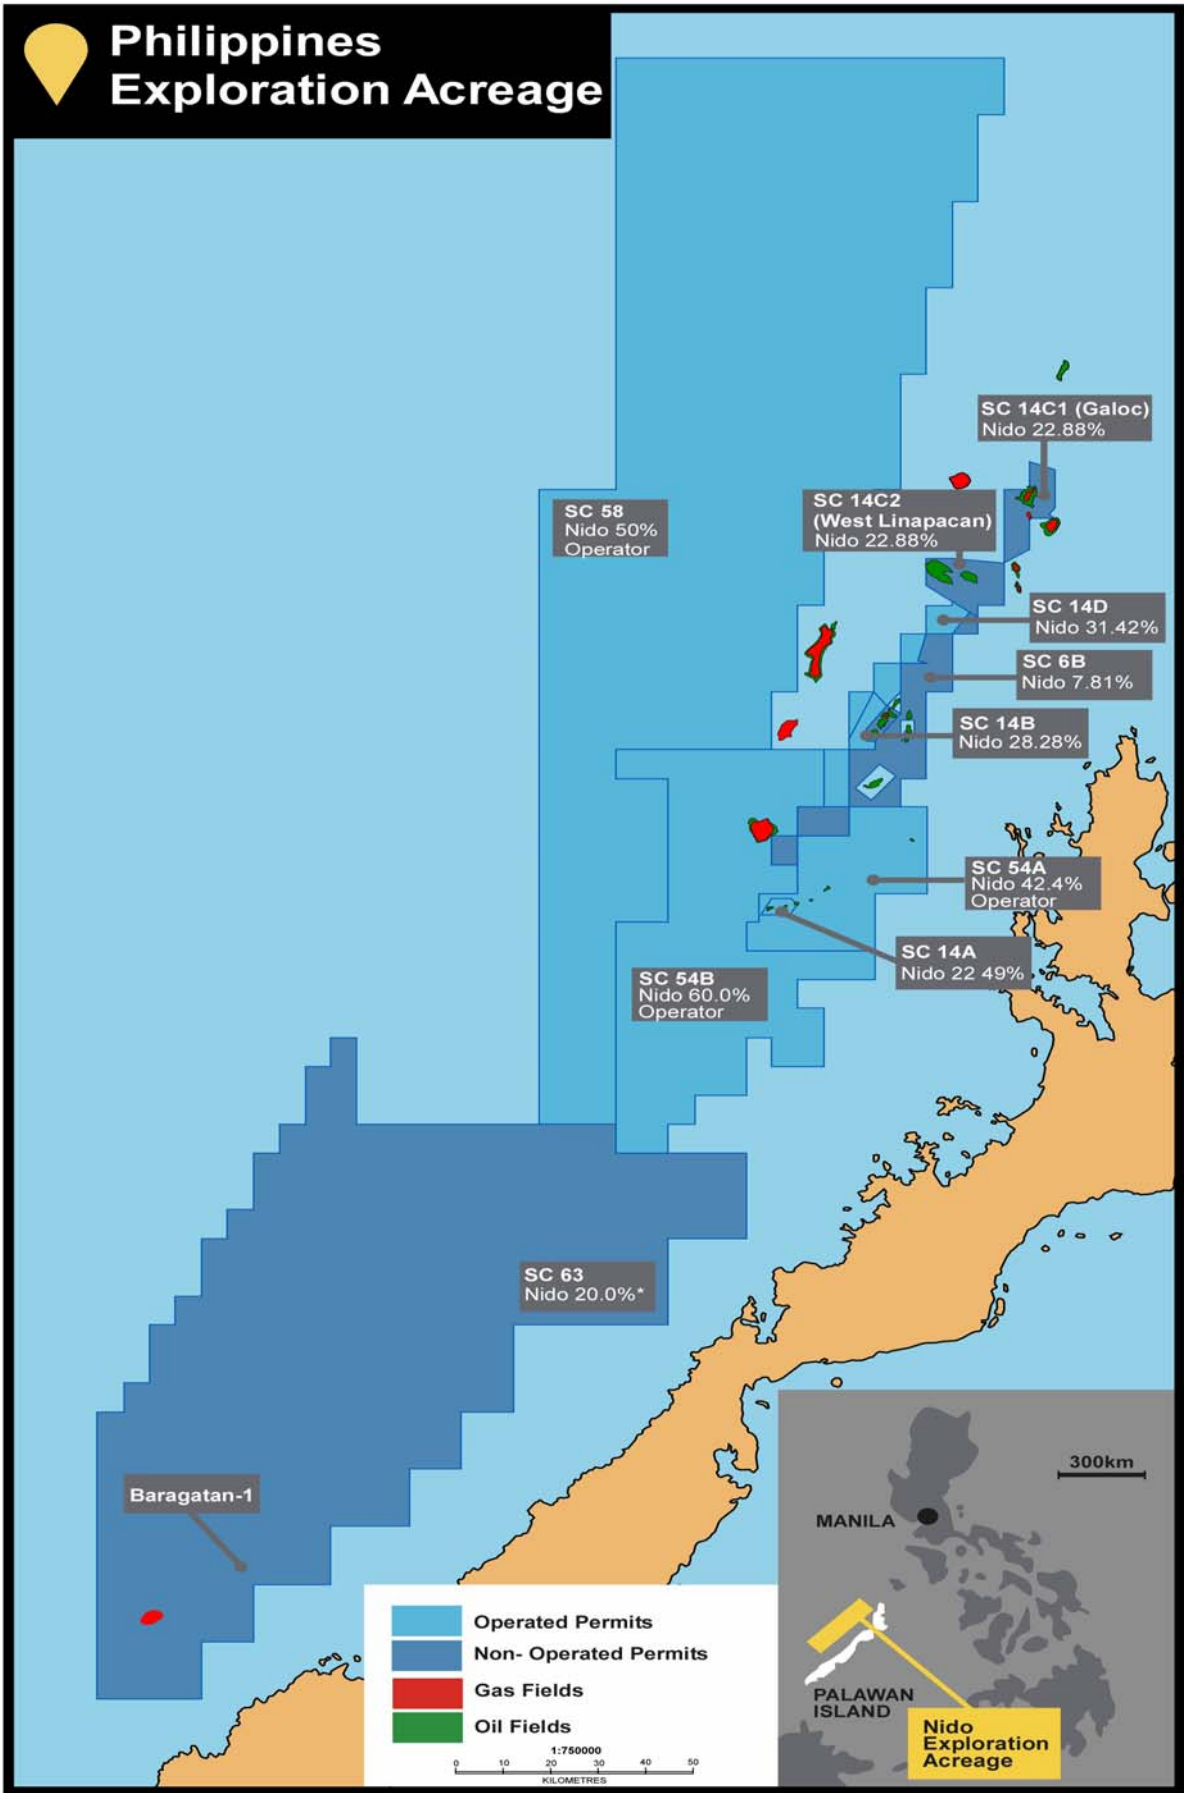 Philippines
Exploration Acreage
SC 14C1 (Galoc)
Nido 22.88%
SC 14C2
(West Linapacan)
Nido 22.88%
SC 58
Nido 50%
Operator
SC 14D
Nido 31.42%
SC 6B
Nido 7.81%
SC 14B
Nido 28.28%
SC 54A
Nido 42.4%
Operator
SC 14A
Nido 22 49%
SC 54B
Nido 60.0%
Operator
SC 63
Nido 20.0%*
Baragatan-1
300km
MANILA
PALAWAN
ISLAND
Nido
Exploration
Acreage
Operated Permits
Non- Operated Permits
Gas Fields
Oil Fields
1:750000
0 10 20 30 40 50
KILOMETRES